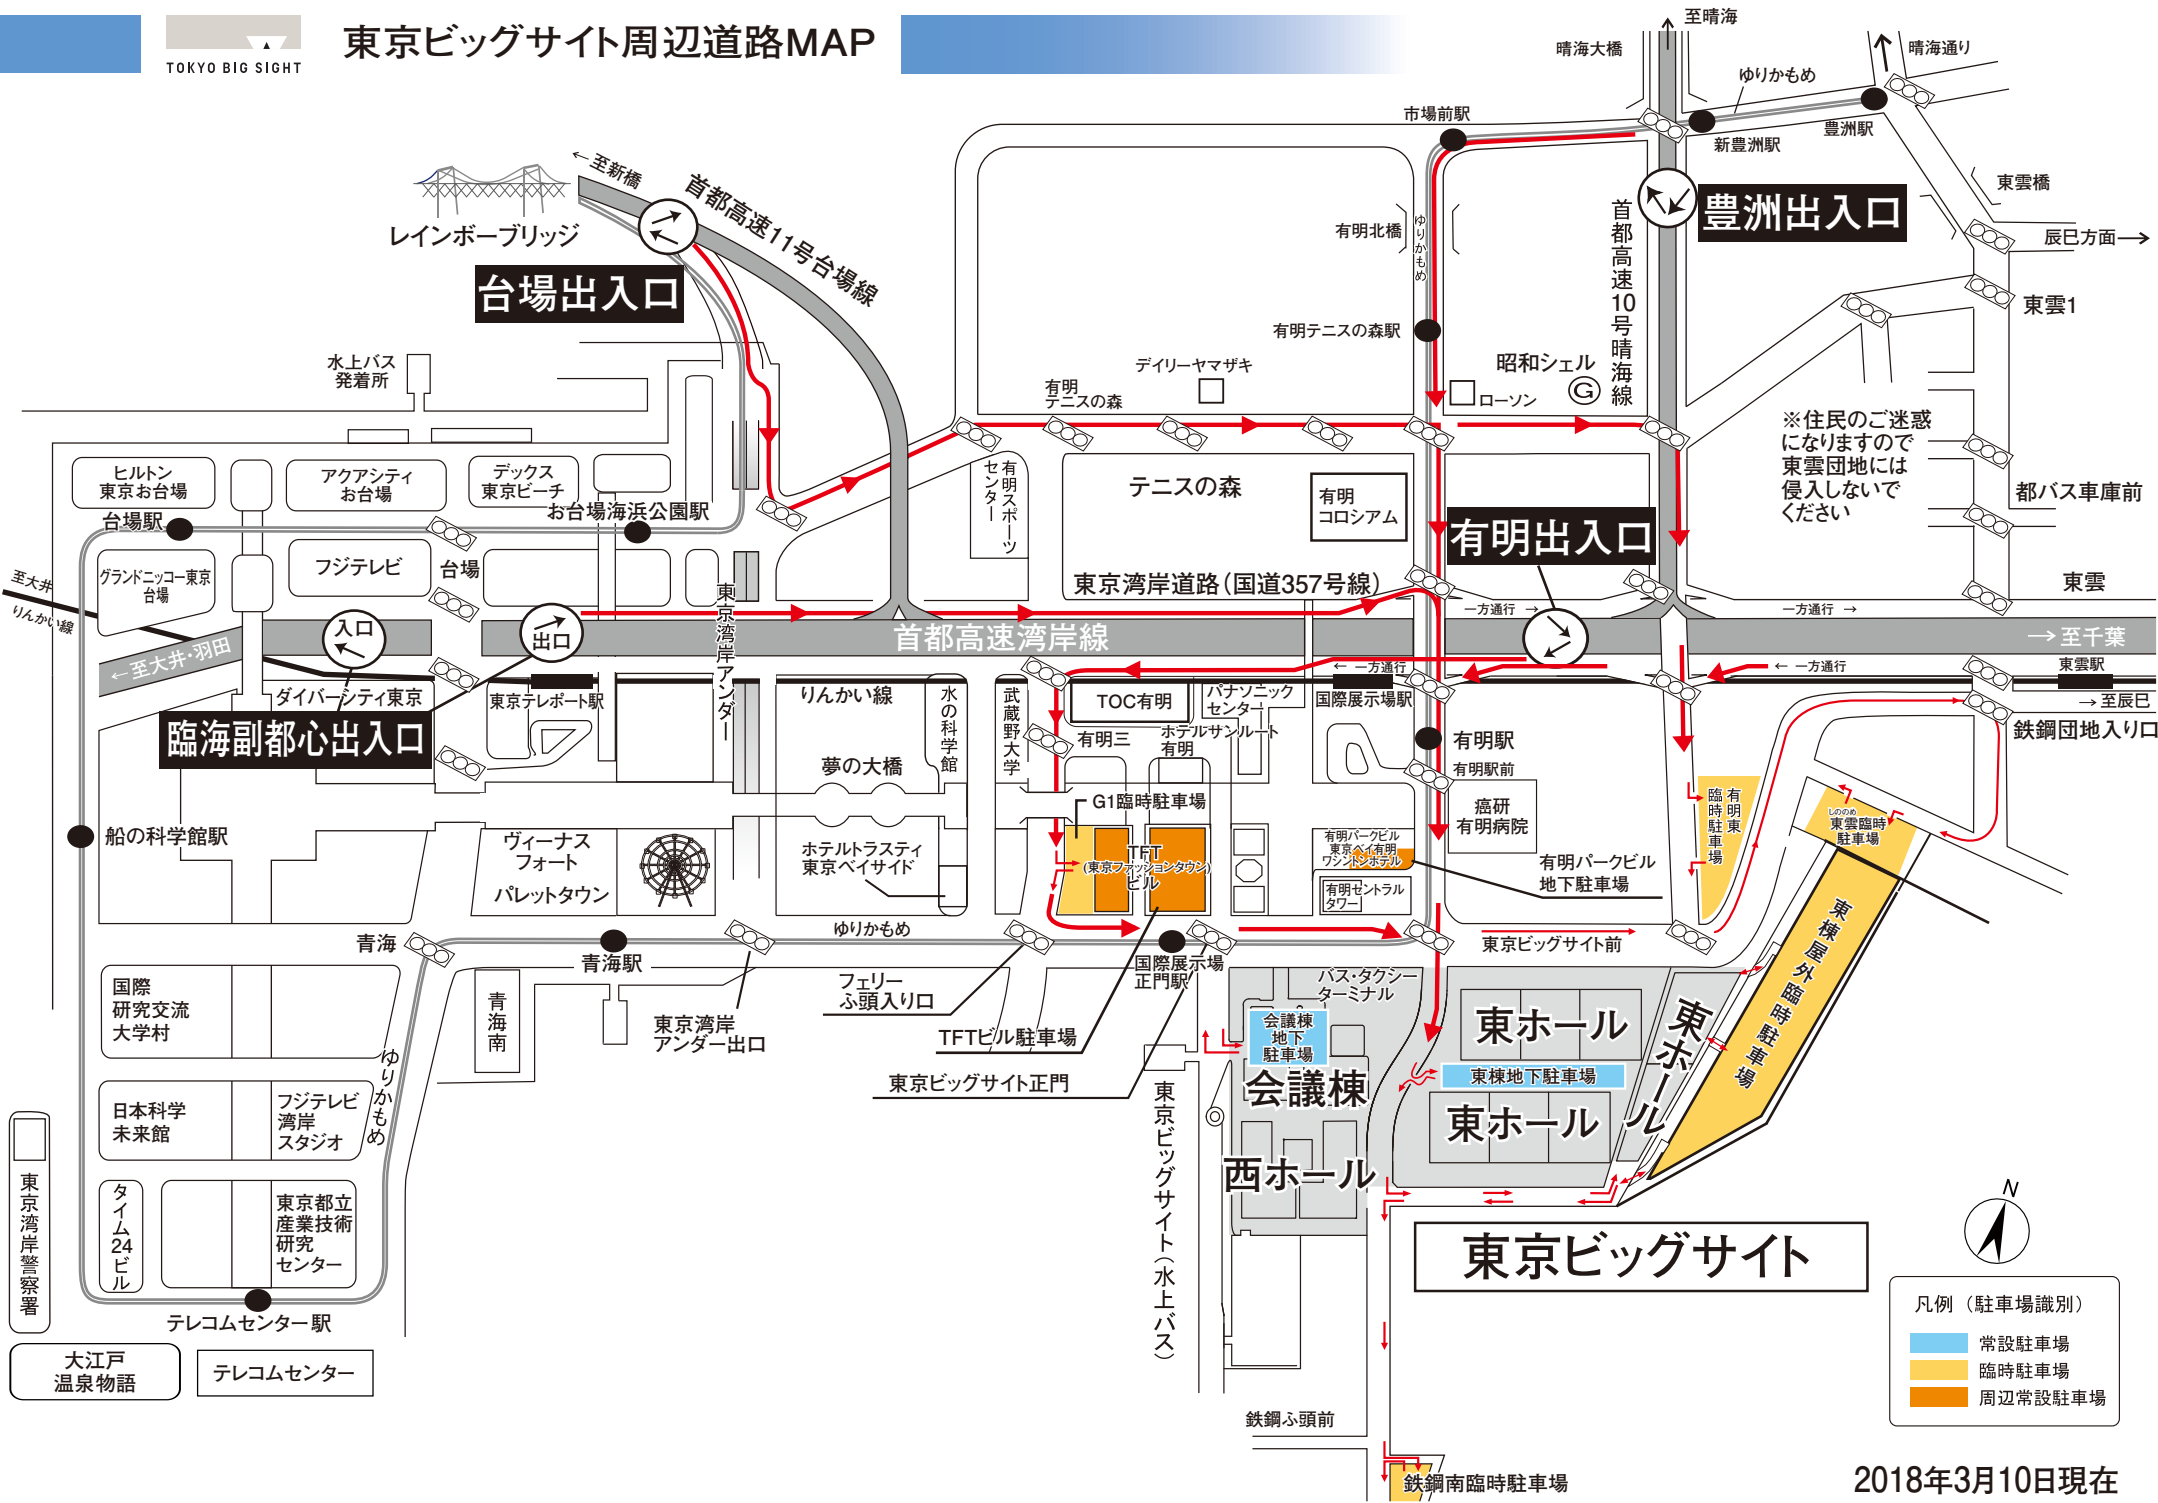 TOKYO BIG SIGHT
東京ビッグサイト周辺道路MAP
至晴海
晴海大橋
晴海通り
ゆりかもめ
市場前駅
新豊洲駅
豊洲駅
東雲橋
←至新橋
首都高速11号台場線
レインボーブリッジ
台場出入口
有明北橋
ゆりかもめ
首都高速10号晴海線
豊洲出入口
辰巳方面→
東雲1
有明テニスの森駅
水上バス
発着所
デイリーヤマザキ
有明
テニスの森
昭和シェル
G
ローソン
※住民のご迷惑
になりますので
東雲団地には
侵入しないで
ください
ヒルトン
東京お台場
アクアシティ
お台場
デックス
東京ビーチ
台場駅
お台場海浜公園駅
有明スポーツ
センター
テニスの森
有明
コロシアム
有明出入口
都バス車庫前
至大井
りんかい線
グランドニッコー東京
台場
フジテレビ
台場
東京湾岸アンダー
東京湾岸道路(国道357号線)
一方通行 →
一方通行 →
東雲
入口
出口
首都高速湾岸線
→至千葉
←至大井・羽田
← 一方通行
← 一方通行
東雲駅
ダイバーシティ東京
東京テレポート駅
りんかい線
水の科学館
武蔵野大学
TOC有明
パナソニック
センター
国際展示場駅
→至辰巳
鉄鋼団地入り口
臨海副都心出入口
有明三
ホテルサンルート
有明
有明駅
有明駅前
夢の大橋
G1臨時駐車場
癌研
有明病院
有明東
臨時駐車場
しののめ
東雲臨時
駐車場
船の科学館駅
ヴィーナス
フォート
パレットタウン
ホテルトラスティ
東京ベイサイド
TFT
(東京ファッションタウン)
ビル
有明パークビル
東京ベイ有明
ワシントンホテル
有明セントラル
タワー
有明パークビル
地下駐車場
東棟屋外臨時駐車場
青海
青海駅
ゆりかもめ
国際展示場
正門駅
東京ビッグサイト前
国際
研究交流
大学村
青海南
東京湾岸
アンダー出口
フェリー
ふ頭入り口
TFTビル駐車場
東京ビッグサイト正門
バス・タクシー
ターミナル
会議棟
地下
駐車場
会議棟
東ホール
東棟地下駐車場
東ホール
東ホール
西ホール
ゆりかもめ
日本科学
未来館
フジテレビ
湾岸
スタジオ
東京湾岸警察署
タイム24ビル
東京都立
産業技術
研究
センター
テレコムセンター駅
大江戸
温泉物語
テレコムセンター
東京ビッグサイト(水上バス)
東京ビッグサイト
N
凡例（駐車場識別）
常設駐車場
臨時駐車場
周辺常設駐車場
鉄鋼ふ頭前
鉄鋼南臨時駐車場
2018年3月10日現在